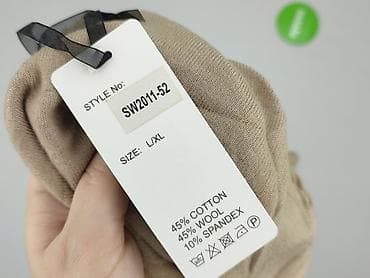 STYLE No:
SW2011-52
SIZE: L/XL
45% COTTON
45% WOOL
10% SPANDEX